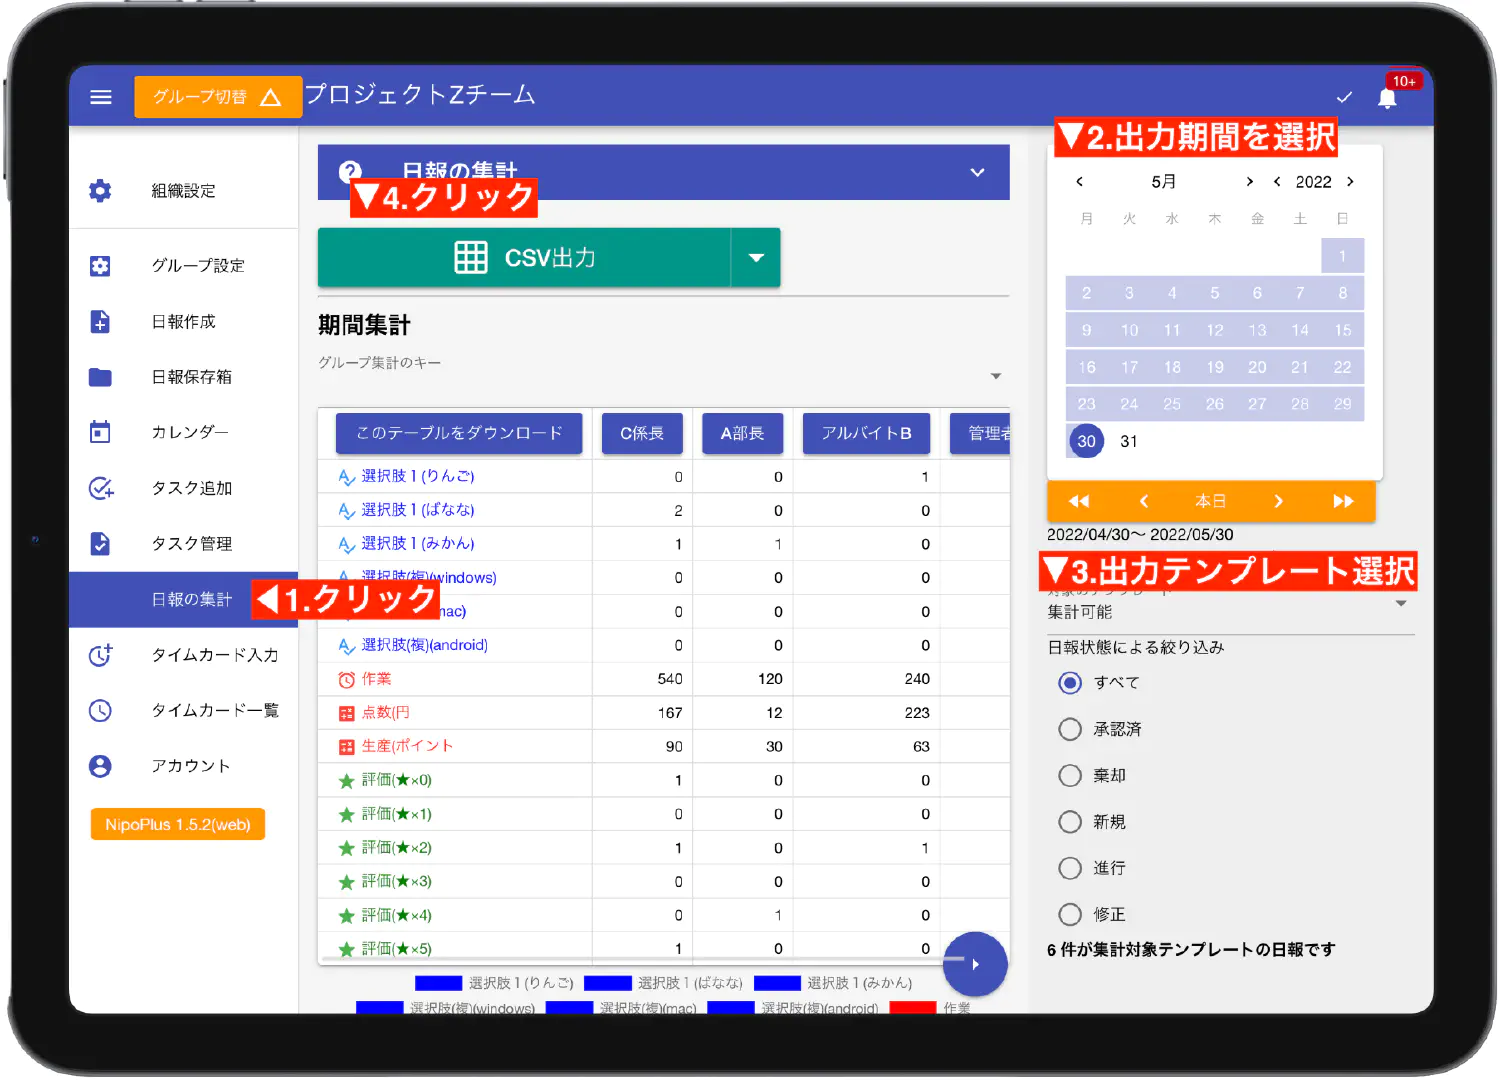 グループ切替
プロジェクトZチーム
10+
組織設定
グループ設定
日報作成
日報保存箱
カレンダー
タスク追加
タスク管理
日報の集計
◀1.クリック
タイムカード入力
タイムカード一覧
アカウント
NipoPlus 1.5.2(web)
日報の集計
▼4.クリック
CSV出力
期間集計
グループ集計のキー
このテーブルをダウンロード C係長 A部長 アルバイトB 管理者
選択肢１(りんご) 0 0 1
選択肢１(ばなな) 2 0 0
選択肢１(みかん) 1 1 0
選択肢(複)(windows) 0 0 0
mac) 0 0 0
選択肢(複)(android) 0 0 0
作業 540 120 240
点数(円 167 12 223
生産(ポイント 90 30 63
評価(★×0) 1 0 0
評価(★×1) 0 0 0
評価(★×2) 1 0 1
評価(★×3) 0 0 0
評価(★×4) 0 1 0
評価(★×5) 1 0 0
選択肢１(りんご) 選択肢１(ばなな) 選択肢１(みかん)
選択肢(複)(windows) 選択肢(複)(mac) 選択肢(複)(android) 作業
▼2.出力期間を選択
5月 2022
月 火 水 木 金 土 日
1
2 3 4 5 6 7 8
9 10 11 12 13 14 15
16 17 18 19 20 21 22
23 24 25 26 27 28 29
30 31
本日
2022/04/30〜 2022/05/30
▼3.出力テンプレート選択
集計可能
日報状態による絞り込み
すべて
承認済
棄却
新規
進行
修正
6 件が集計対象テンプレートの日報です